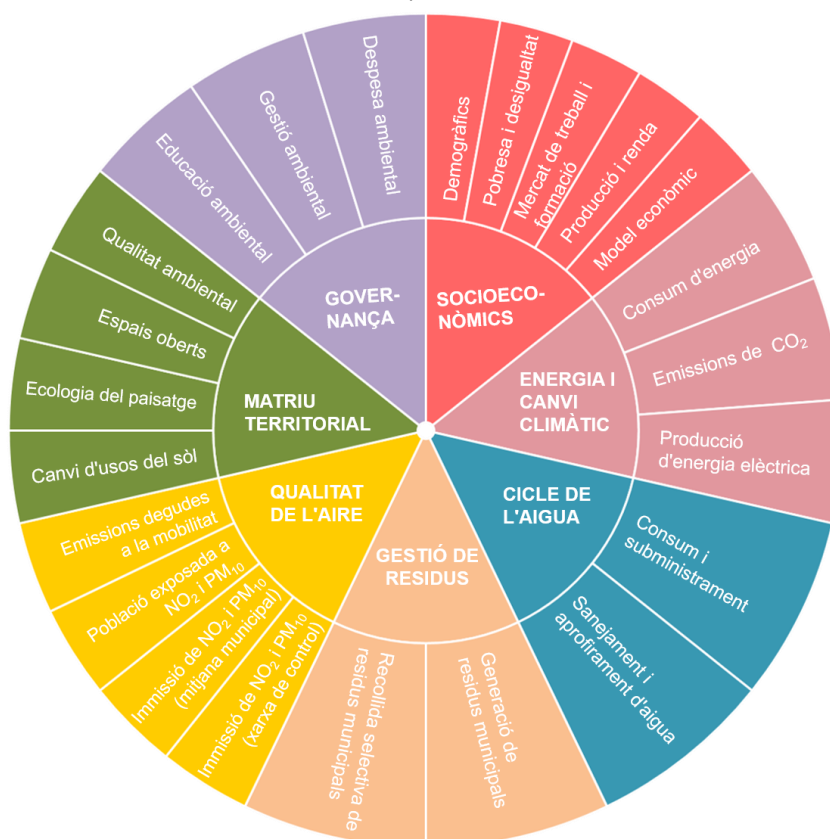 GOVER-
NANÇA
Educació ambiental
Gestió ambiental
Despesa ambiental
SOCIOECO-
NÒMICS
Demogràfics
Pobresa i desigualtat
Mercat de treball i
formació
Producció i renda
Model econòmic
ENERGIA I
CANVI
CLIMÀTIC
Consum d'energia
Emissions de CO₂
Producció
d'energia elèctrica
CICLE DE
L'AIGUA
Consum i
subministrament
Sanejament i
aprofirament d'aigua
GESTIÓ DE
RESIDUS
Generació de
residus municipals
Recollida selectiva de
residus municipals
QUALITAT
DE L'AIRE
Immissió de NO₂ i PM₁₀
(xarxa de control)
Immissió de NO₂ i PM₁₀
(mitjana municipal)
Població exposada a
NO₂ i PM₁₀
Emissions degudes
a la mobilitat
MATRIU
TERRITORIAL
Canvi d'usos del sòl
Ecologia del paisatge
Espais oberts
Qualitat ambiental